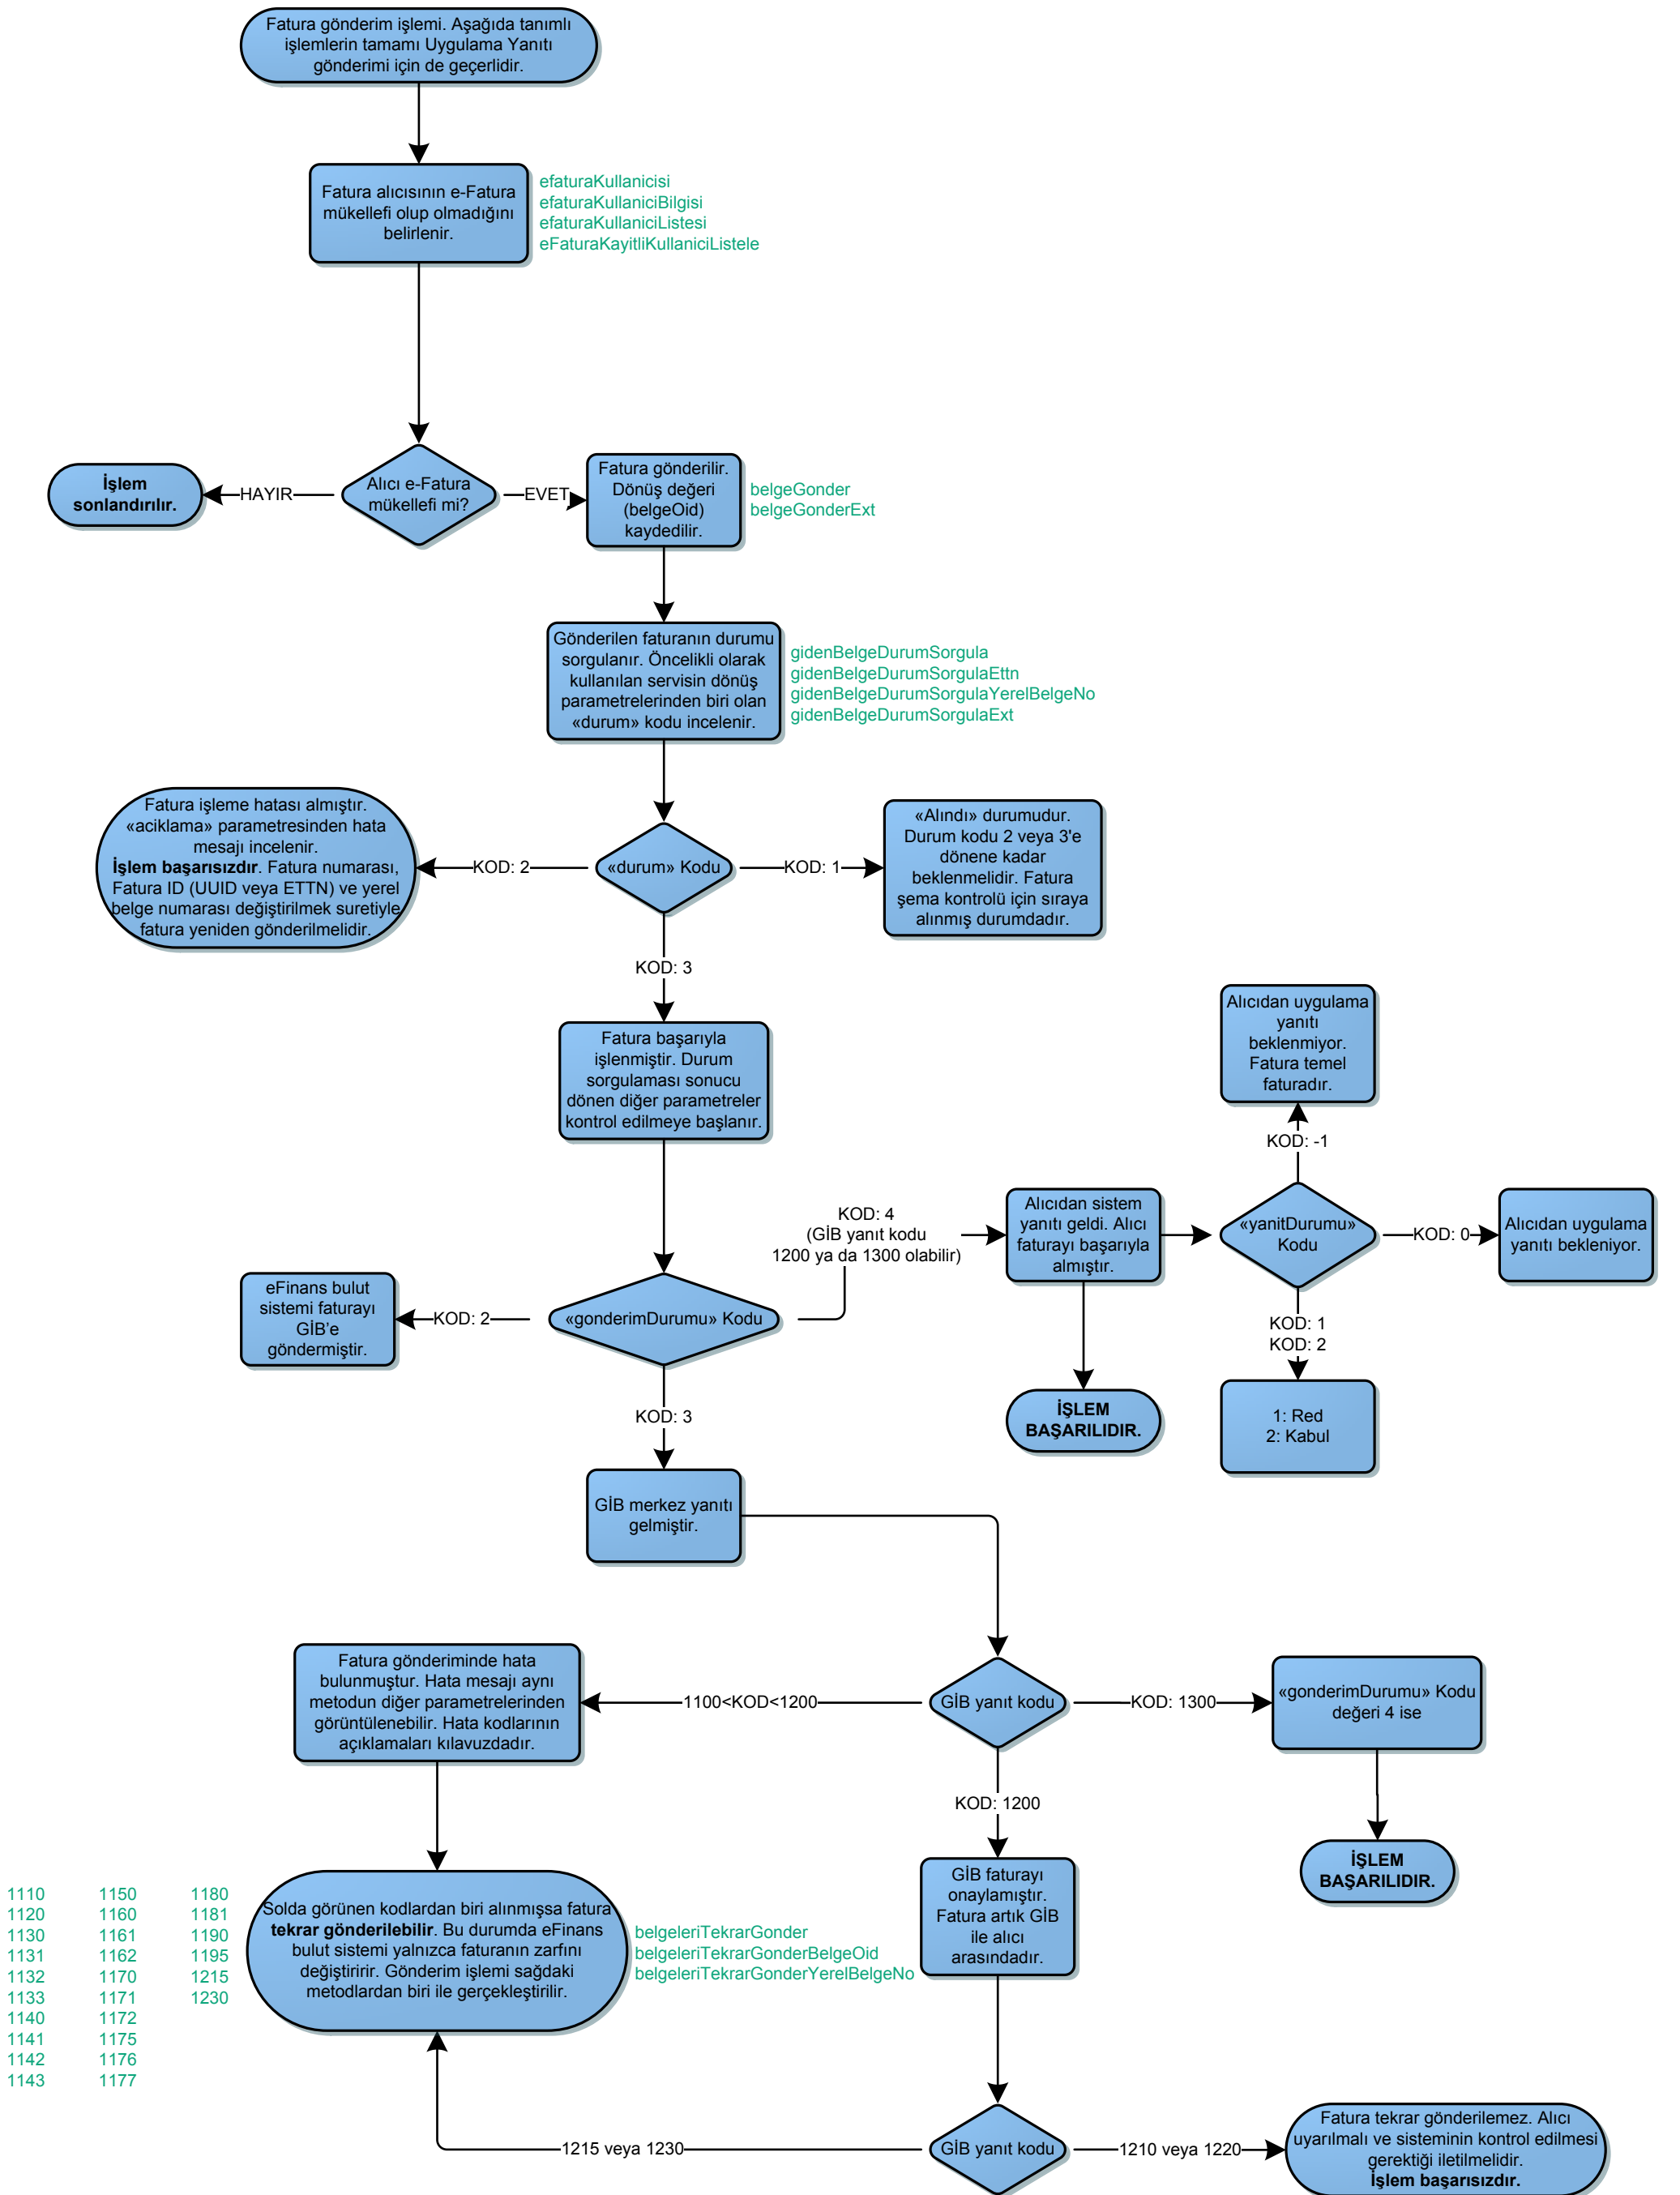 Fatura gönderim işlemi. Aşağıda tanımlı
işlemlerin tamamı Uygulama Yanıtı
gönderimi için de geçerlidir.
Fatura alıcısının e-Fatura
mükellefi olup olmadığını
belirlenir.
efaturaKullanicisi
efaturaKullaniciBilgisi
efaturaKullaniciListesi
eFaturaKayitliKullaniciListele
İşlem
sonlandırılır.
HAYIR
Alıcı e-Fatura
mükellefi mi?
EVET
Fatura gönderilir.
Dönüş değeri
(belgeOid)
kaydedilir.
belgeGonder
belgeGonderExt
Gönderilen faturanın durumu
sorgulanır. Öncelikli olarak
kullanılan servisin dönüş
parametrelerinden biri olan
«durum» kodu incelenir.
gidenBelgeDurumSorgula
gidenBelgeDurumSorgulaEttn
gidenBelgeDurumSorgulaYerelBelgeNo
gidenBelgeDurumSorgulaExt
Fatura işleme hatası almıştır.
«aciklama» parametresinden hata
mesajı incelenir.
İşlem başarısızdır. Fatura numarası,
Fatura ID (UUID veya ETTN) ve yerel
belge numarası değiştirilmek suretiyle
fatura yeniden gönderilmelidir.
KOD: 2
«durum» Kodu
KOD: 1
«Alındı» durumudur.
Durum kodu 2 veya 3'e
dönene kadar
beklenmelidir. Fatura
şema kontrolü için sıraya
alınmış durumdadır.
KOD: 3
Fatura başarıyla
işlenmiştir. Durum
sorgulaması sonucu
dönen diğer parametreler
kontrol edilmeye başlanır.
Alıcıdan uygulama
yanıtı
beklenmiyor.
Fatura temel
faturadır.
KOD: -1
KOD: 4
(GİB yanıt kodu
1200 ya da 1300 olabilir)
Alıcıdan sistem
yanıtı geldi. Alıcı
faturayı başarıyla
almıştır.
«yanitDurumu»
Kodu
KOD: 0
Alıcıdan uygulama
yanıtı bekleniyor.
eFinans bulut
sistemi faturayı
GİB’e
göndermiştir.
KOD: 2
«gonderimDurumu» Kodu
KOD: 1
KOD: 2
KOD: 3
İŞLEM
BAŞARILIDIR.
1: Red
2: Kabul
GİB merkez yanıtı
gelmiştir.
Fatura gönderiminde hata
bulunmuştur. Hata mesajı aynı
metodun diğer parametrelerinden
görüntülenebilir. Hata kodlarının
açıklamaları kılavuzdadır.
1100<KOD<1200
GİB yanıt kodu
KOD: 1300
«gonderimDurumu» Kodu
değeri 4 ise
KOD: 1200
İŞLEM
BAŞARILIDIR.
1110 1150 1180
1120 1160 1181
1130 1161 1190
1131 1162 1195
1132 1170 1215
1133 1171 1230
1140 1172
1141 1175
1142 1176
1143 1177
Solda görünen kodlardan biri alınmışsa fatura
tekrar gönderilebilir. Bu durumda eFinans
bulut sistemi yalnızca faturanın zarfını
değiştiririr. Gönderim işlemi sağdaki
metodlardan biri ile gerçekleştirilir.
belgeleriTekrarGonder
belgeleriTekrarGonderBelgeOid
belgeleriTekrarGonderYerelBelgeNo
GİB faturayı
onaylamıştır.
Fatura artık GİB
ile alıcı
arasındadır.
1215 veya 1230
GİB yanıt kodu
1210 veya 1220
Fatura tekrar gönderilemez. Alıcı
uyarılmalı ve sisteminin kontrol edilmesi
gerektiği iletilmelidir.
İşlem başarısızdır.